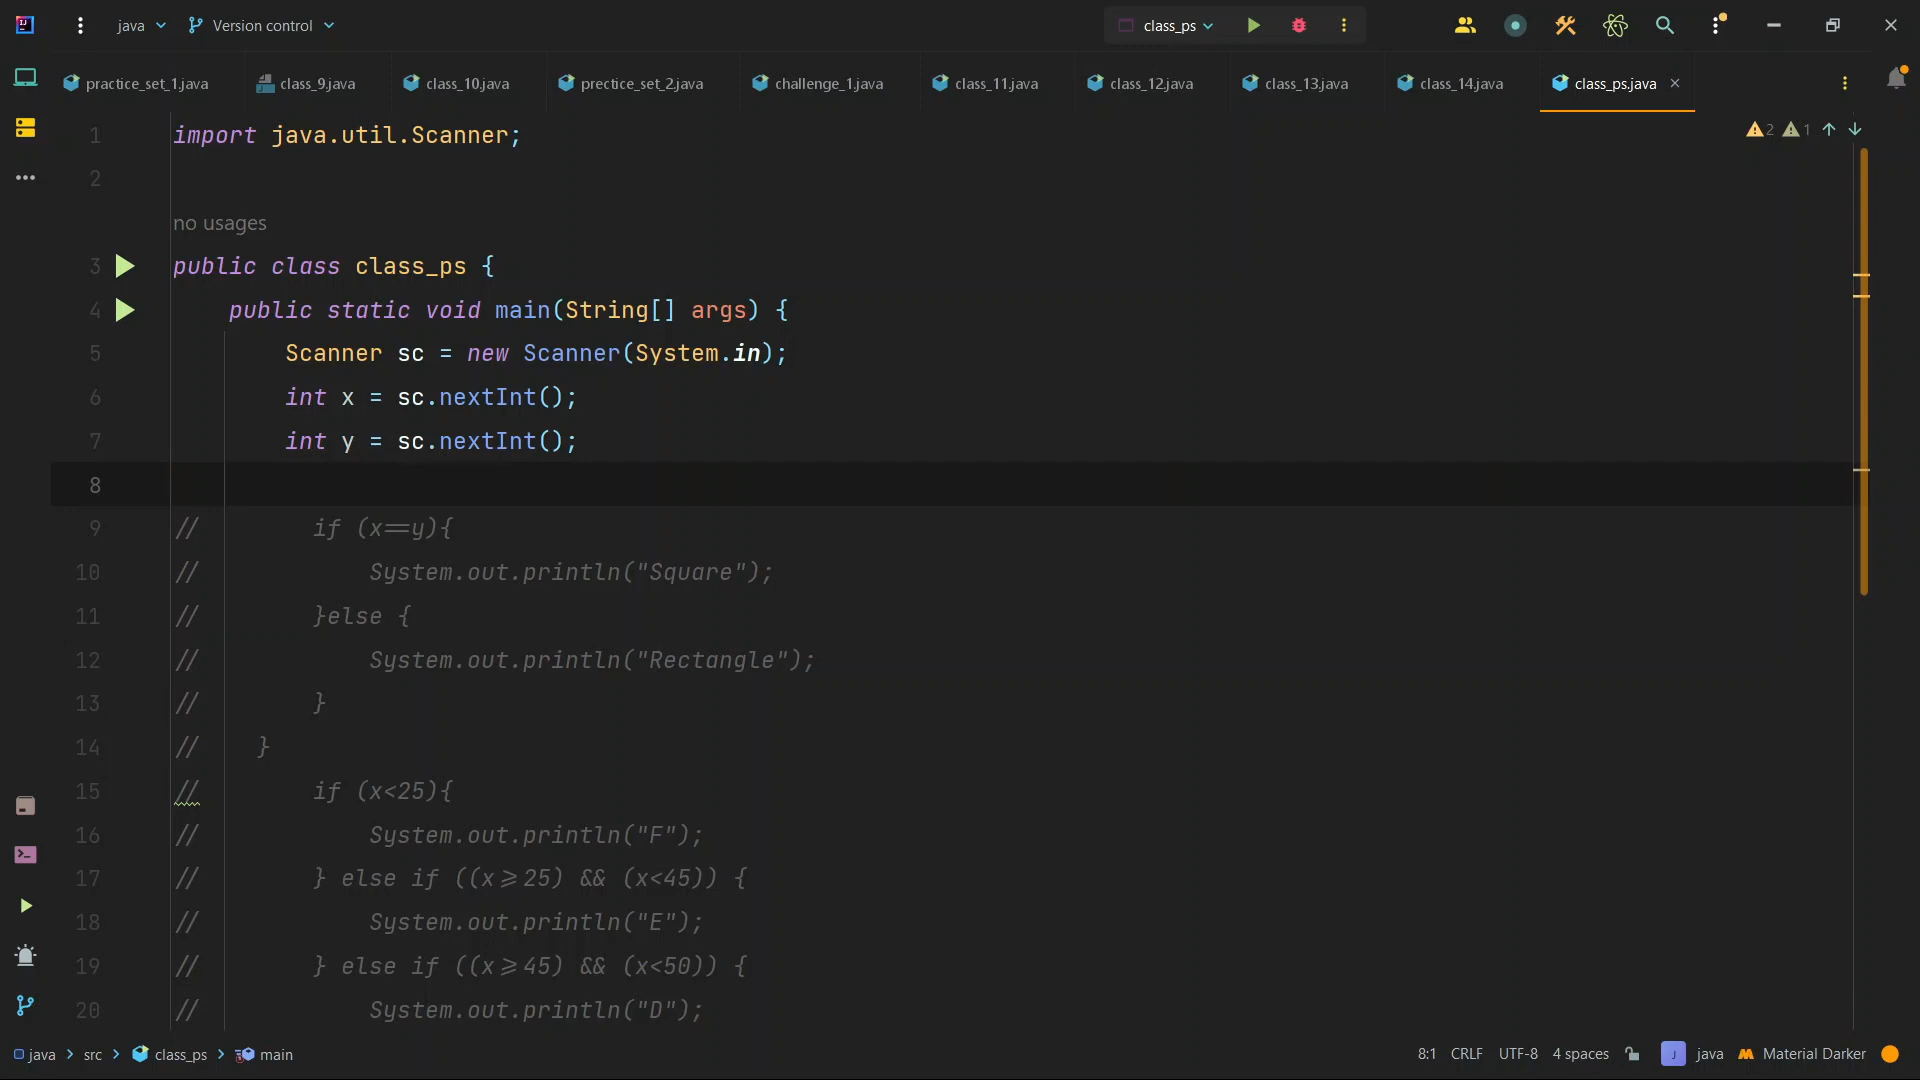 java Version control class_ps
practice_set_1.java class_9.java class_10.java prectice_set_2.java challenge_1.java class_11.java class_12.java class_13.java class_14.java class_ps.java
2 1
1 import java.util.Scanner;
2
no usages
3 public class class_ps {
4 public static void main(String[] args) {
5 Scanner sc = new Scanner(System.in);
6 int x = sc.nextInt();
7 int y = sc.nextInt();
8
9 // if (x==y){
10 // System.out.println("Square");
11 // }else {
12 // System.out.println("Rectangle");
13 // }
14 // }
15 // if (x<25){
16 // System.out.println("F");
17 // } else if ((x>=25) && (x<45)) {
18 // System.out.println("E");
19 // } else if ((x>=45) && (x<50)) {
20 // System.out.println("D");
java > src > class_ps > main 8:1 CRLF UTF-8 4 spaces java Material Darker